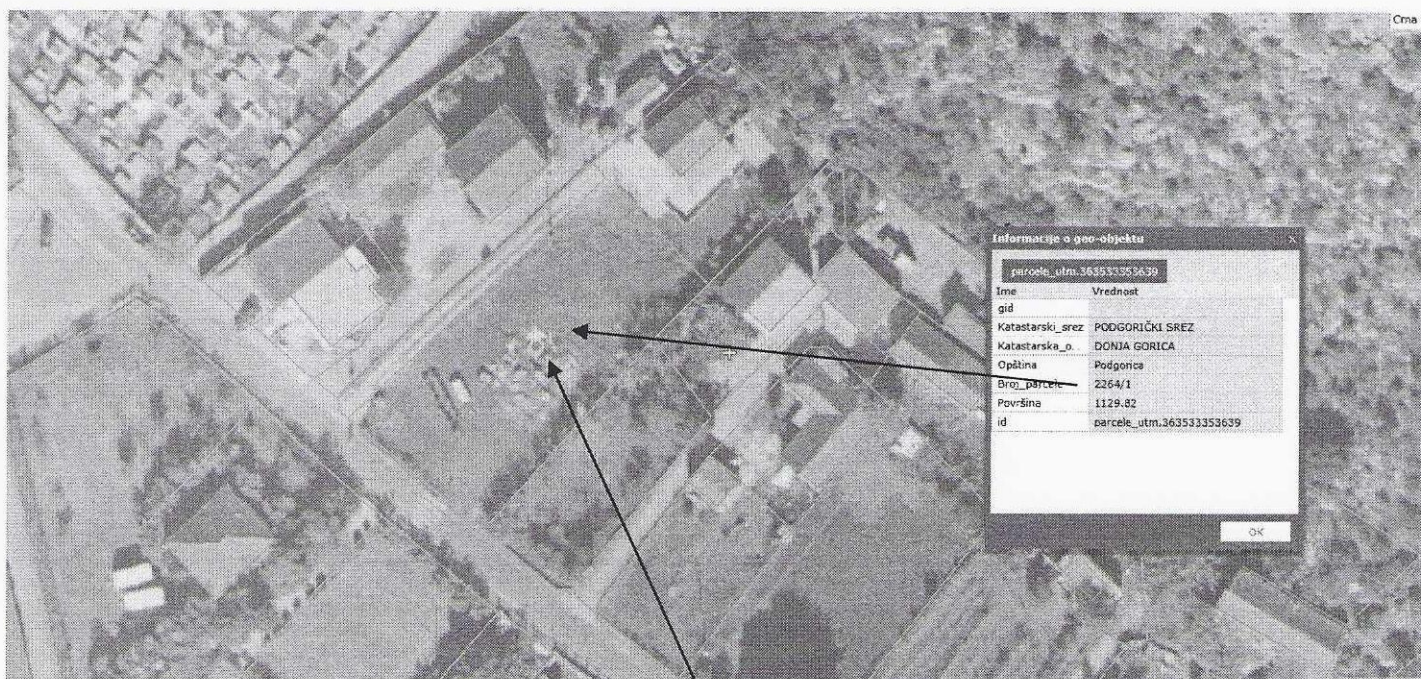 Crna
Informacije o geo-objektu
parcele_utm.363533353639
Ime Vrednost
gid
Katastarski_srez PODGORIČKI SREZ
Katastarska_o... DONJA GORICA
Opština Podgorica
Broj_parcele 2264/1
Površina 1129.82
id parcele_utm.363533353639
OK